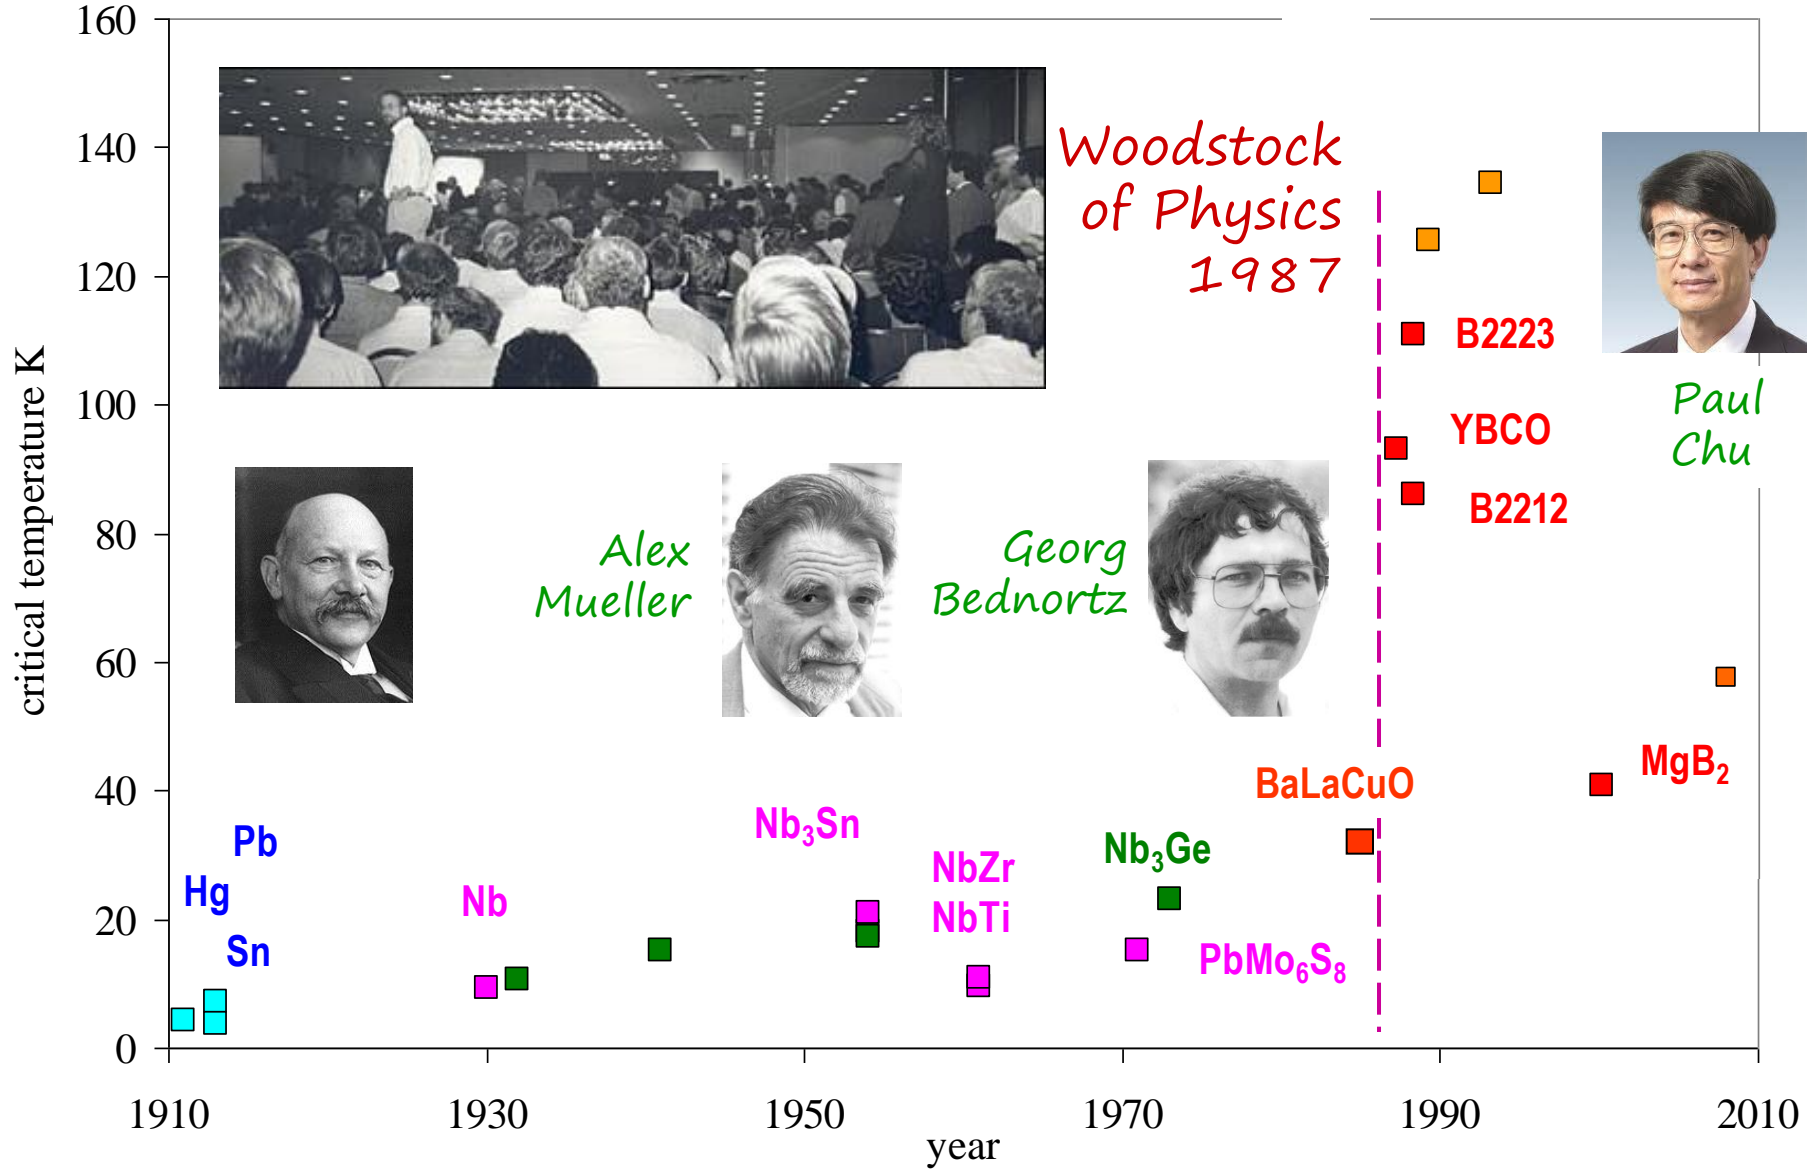 160
140
120
100
80
60
40
20
0
critical temperature K
1910
1930
1950
1970
1990
2010
year
Woodstock
of Physics
1987
Paul
Chu
Alex
Mueller
Georg
Bednortz
B2223
YBCO
B2212
MgB₂
BaLaCuO
Nb₃Sn
NbZr
NbTi
Nb₃Ge
PbMo₆S₈
Pb
Hg
Sn
Nb